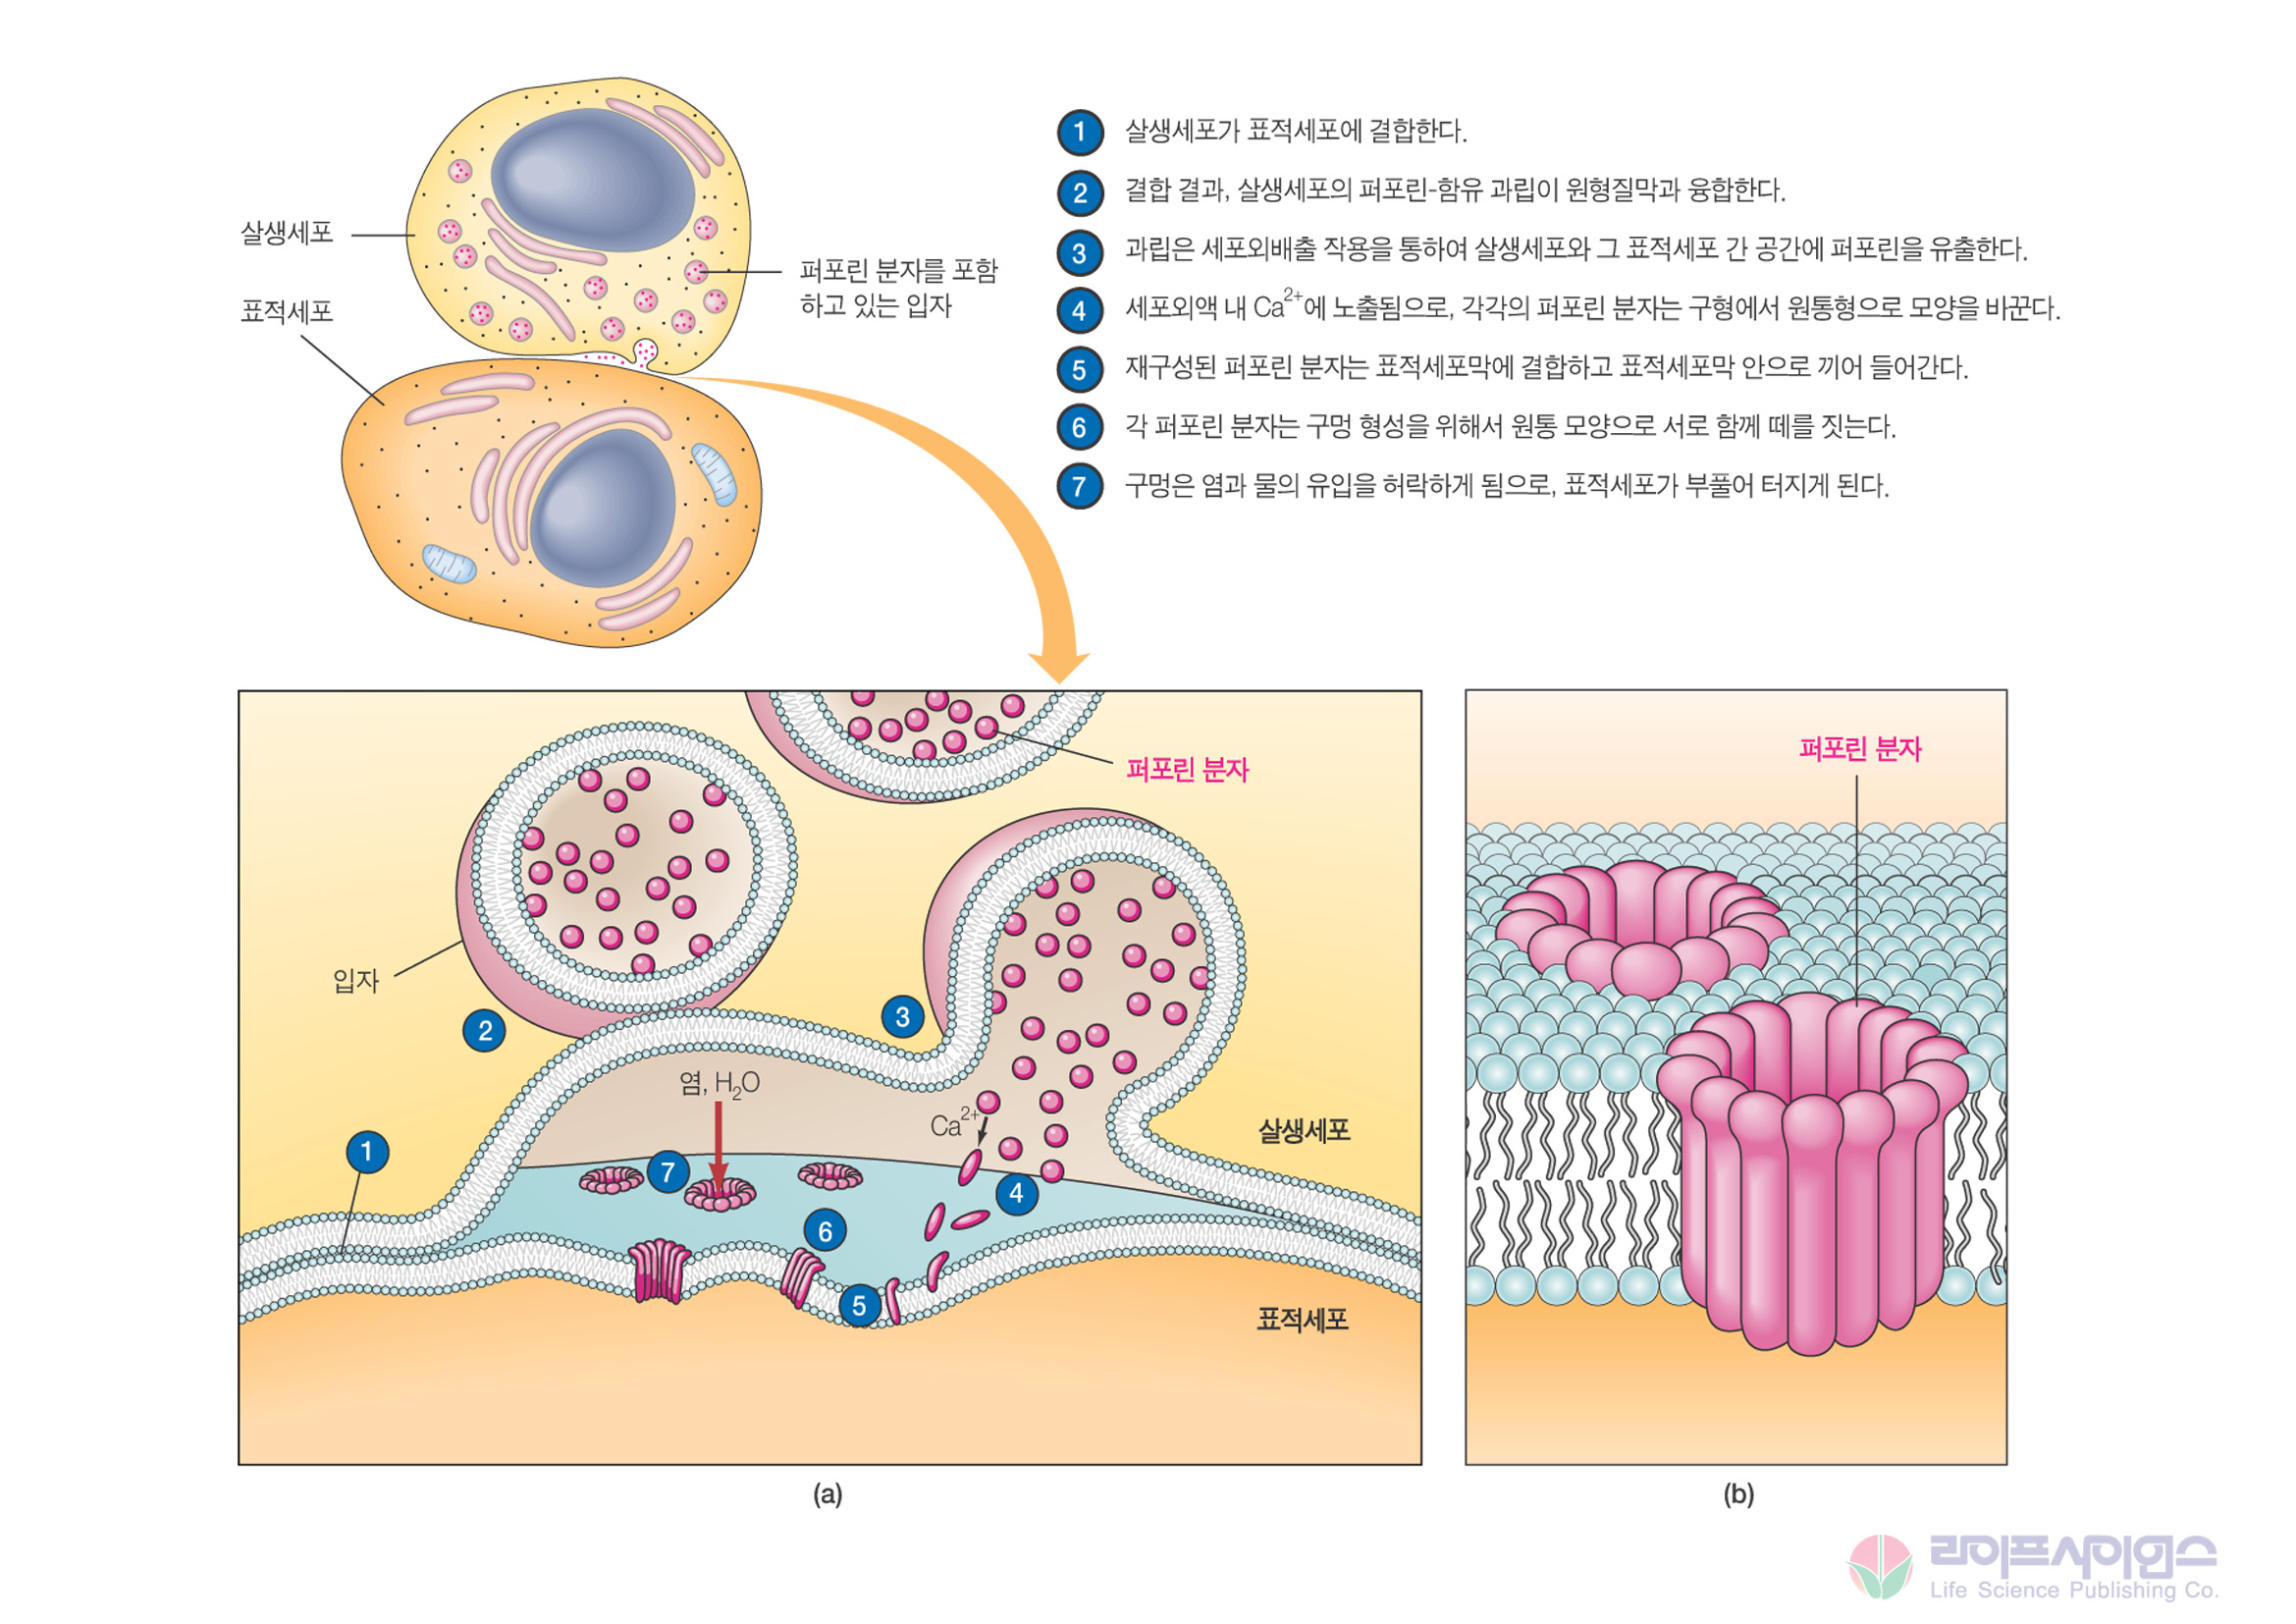 살생세포
표적세포
퍼포린 분자를 포함
하고 있는 입자
1 살생세포가 표적세포에 결합한다.
2 결합 결과, 살생세포의 퍼포린-함유 과립이 원형질막과 융합한다.
3 과립은 세포외배출 작용을 통하여 살생세포와 그 표적세포 간 공간에 퍼포린을 유출한다.
4 세포외액 내 Ca²⁺에 노출됨으로, 각각의 퍼포린 분자는 구형에서 원통형으로 모양을 바꾼다.
5 재구성된 퍼포린 분자는 표적세포막에 결합하고 표적세포막 안으로 끼어 들어간다.
6 각 퍼포린 분자는 구멍 형성을 위해서 원통 모양으로 서로 함께 떼를 짓는다.
7 구멍은 염과 물의 유입을 허락하게 됨으로, 표적세포가 부풀어 터지게 된다.
퍼포린 분자
입자
2
3
염, H₂O
Ca²⁺
살생세포
1
7
4
6
5
표적세포
(a)
퍼포린 분자
(b)
라이프사이언스
Life Science Publishing Co.